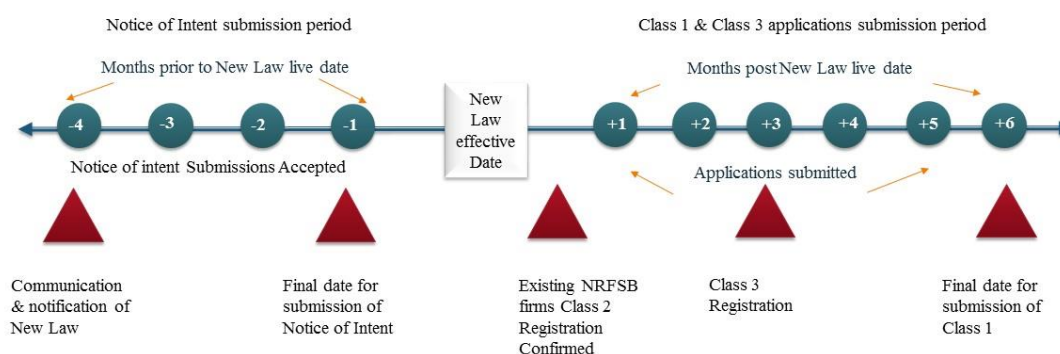 Notice of Intent submission period
Class 1 & Class 3 applications submission period
Months prior to New Law live date
Months post New Law live date
-4
-3
-2
-1
New
Law
effective
Date
+1
+2
+3
+4
+5
+6
Notice of intent Submissions Accepted
Applications submitted
Communication
& notification of
New Law
Final date for
submission of
Notice of Intent
Existing NRFSB
firms Class 2
Registration
Confirmed
Class 3
Registration
Final date for
submission of
Class 1